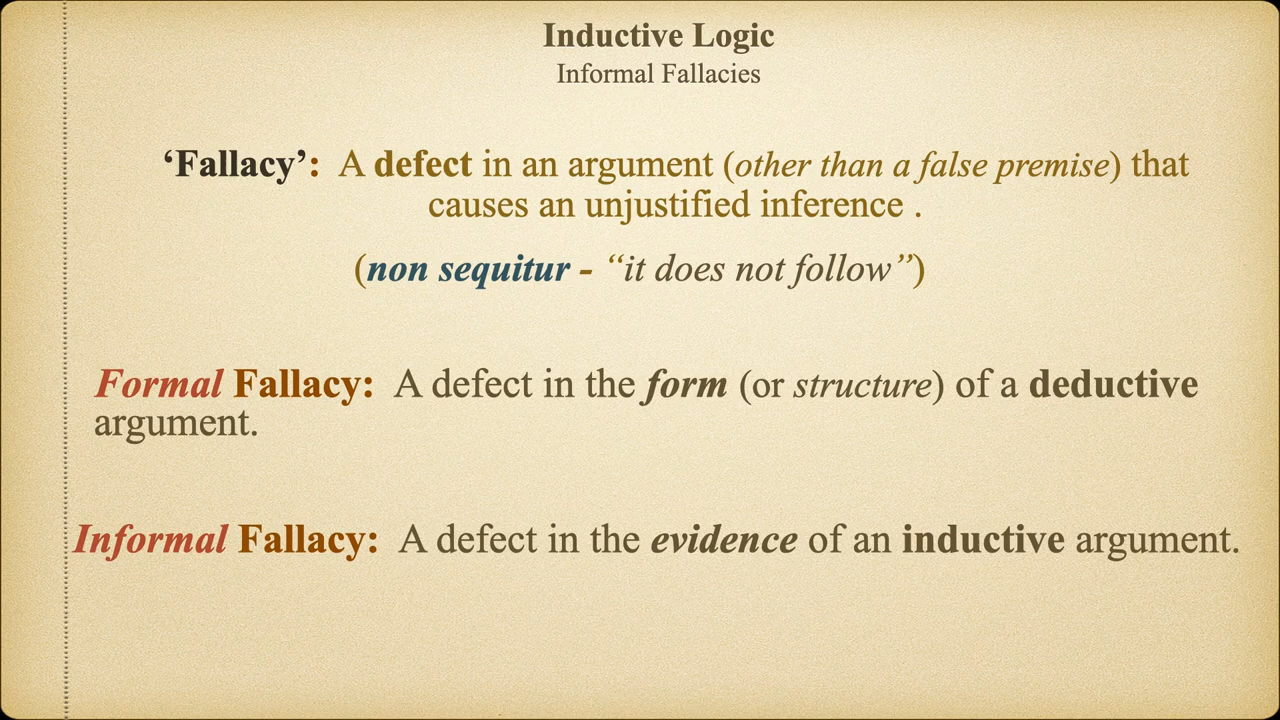 Inductive Logic
Informal Fallacies
‘Fallacy’: A defect in an argument (other than a false premise) that
causes an unjustified inference .
(non sequitur - “it does not follow”)
Formal Fallacy: A defect in the form (or structure) of a deductive
argument.
Informal Fallacy: A defect in the evidence of an inductive argument.